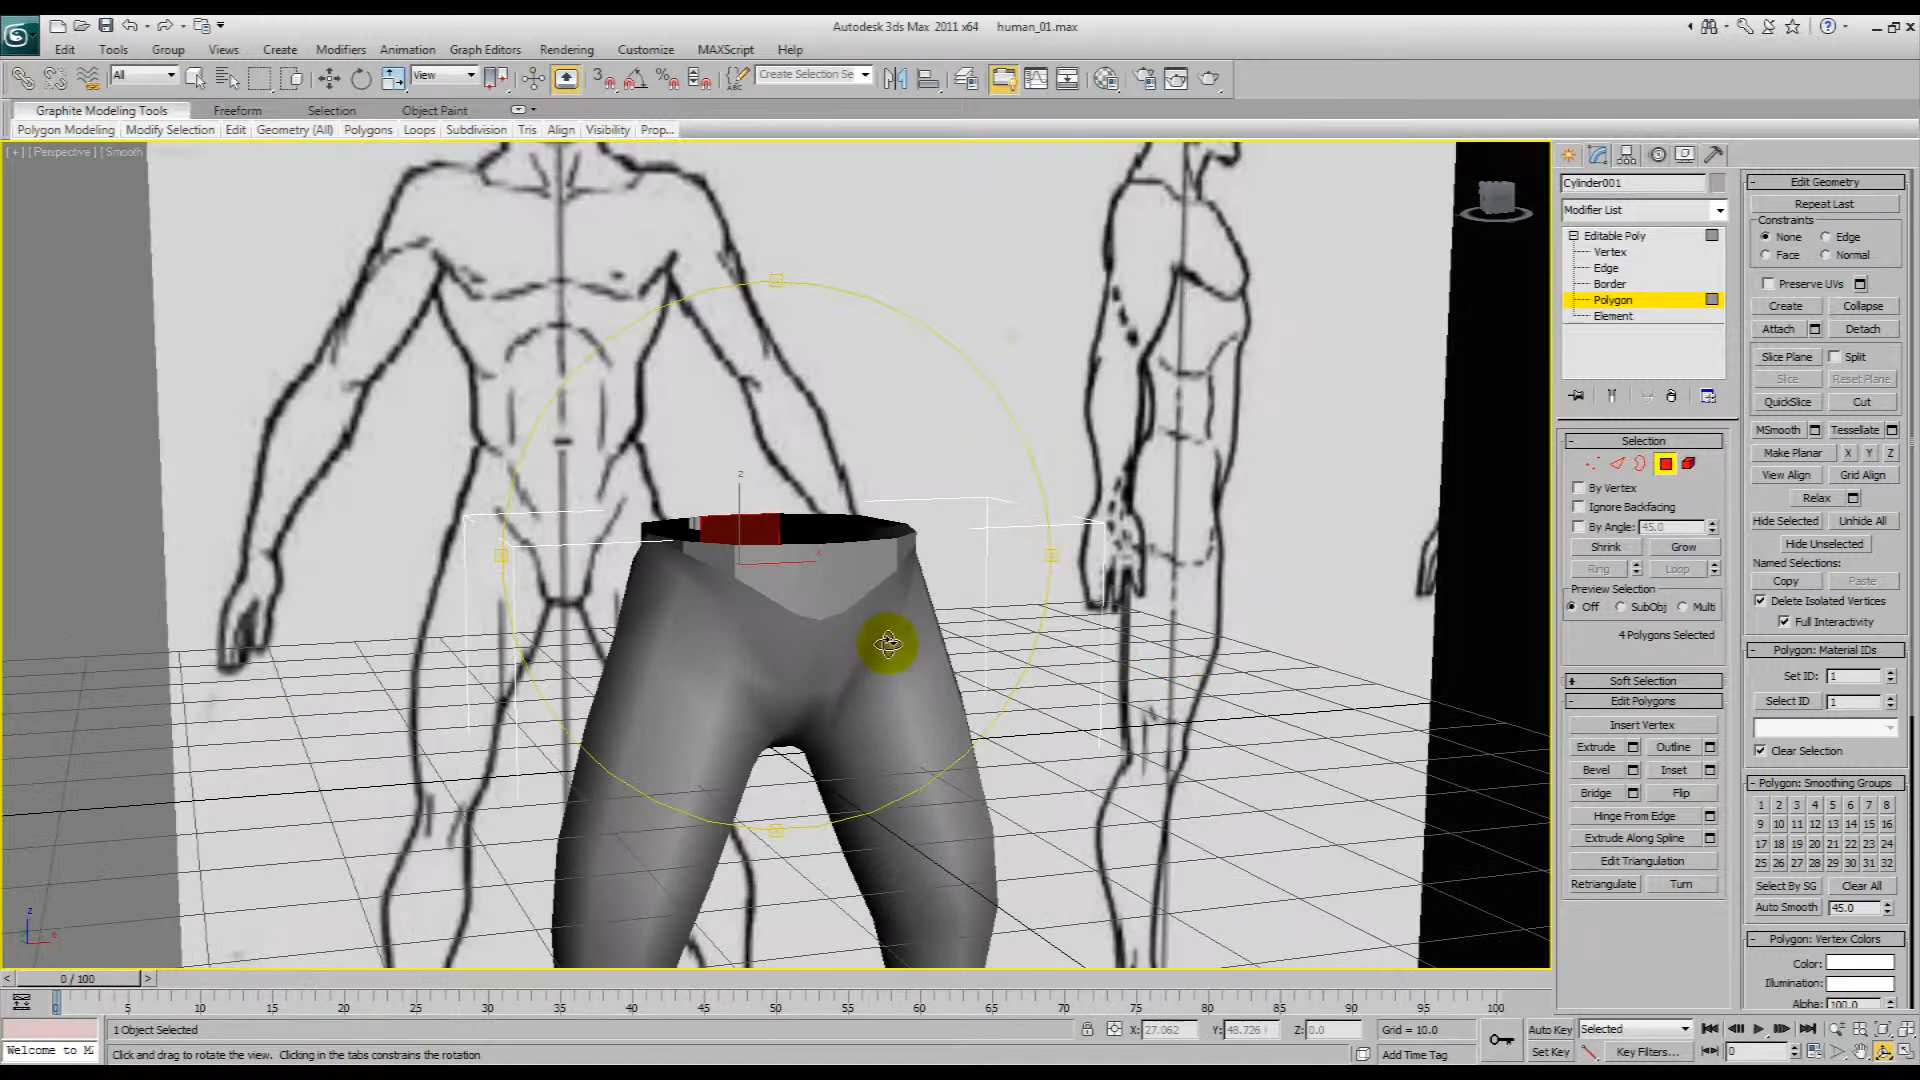 Autodesk 3ds Max 2011 x64 human_01.max
Edit Tools Group Views Create Modifiers Animation Graph Editors Rendering Customize MAXScript Help
All View 3 Create Selection Se
Graphite Modeling Tools Freeform Selection Object Paint
Polygon Modeling Modify Selection Edit Geometry (All) Polygons Loops Subdivision Tris Align Visibility Prop...
[ + ] [ Perspective ] [ Smooth
z
x
z
x
Cylinder001
Modifier List
Editable Poly
Vertex
Edge
Border
Polygon
Element
Selection
By Vertex
Ignore Backfacing
By Angle: 45.0
Shrink Grow
Ring Loop
Preview Selection
Off SubObj Multi
4 Polygons Selected
Soft Selection
Edit Polygons
Insert Vertex
Extrude Outline
Bevel Inset
Bridge Flip
Hinge From Edge
Extrude Along Spline
Edit Triangulation
Retriangulate Turn
Edit Geometry
Repeat Last
Constraints
None Edge
Face Normal
Preserve UVs
Create Collapse
Attach Detach
Slice Plane Split
Slice Reset Plane
QuickSlice Cut
MSmooth Tessellate
Make Planar X Y Z
View Align Grid Align
Relax
Hide Selected Unhide All
Hide Unselected
Named Selections:
Copy Paste
Delete Isolated Vertices
Full Interactivity
Polygon: Material IDs
Set ID: 1
Select ID 1
Clear Selection
Polygon: Smoothing Groups
1 2 3 4 5 6 7 8
9 10 11 12 13 14 15 16
17 18 19 20 21 22 23 24
25 26 27 28 29 30 31 32
Select By SG Clear All
Auto Smooth 45.0
Polygon: Vertex Colors
Color:
Illumination:
Alpha: 100.0
< 0 / 100 >
5 10 15 20 25 30 35 40 45 50 55 60 65 70 75 80 85 90 95 100
1 Object Selected X: 27.062 Y: 48.726 Z: 0.0 Grid = 10.0 Auto Key Selected
Welcome to M
Click and drag to rotate the view. Clicking in the tabs constrains the rotation Add Time Tag Set Key Key Filters... 0